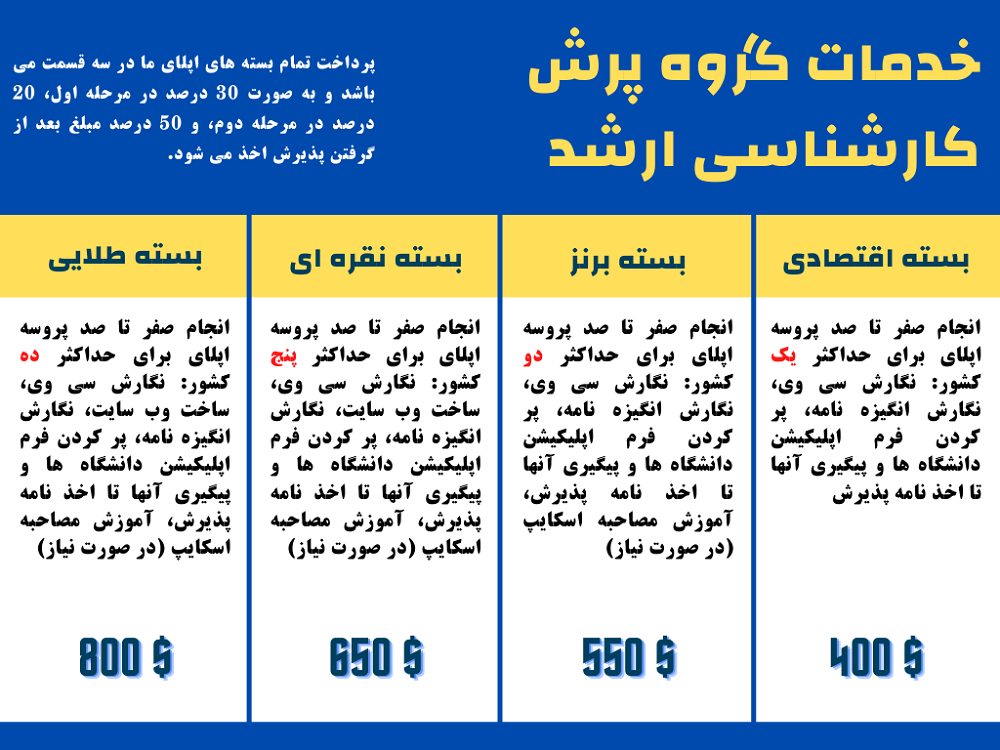 خدمات گروه پرش
کارشناسی ارشد
پرداخت تمام بسته های اپلای ما در سه قسمت می
باشد و به صورت 30 درصد در مرحله اول، 20
درصد در مرحله دوم، و 50 درصد مبلغ بعد از
گرفتن پذیرش اخذ می شود.
بسته اقتصادی
انجام صفر تا صد پروسه
اپلای برای حداکثر یک
کشور: نگارش سی وی،
نگارش انگیزه نامه، پر
کردن فرم اپلیکیشن
دانشگاه ها و پیگیری آنها
تا اخذ نامه پذیرش
400 $
بسته برنز
انجام صفر تا صد پروسه
اپلای برای حداکثر دو
کشور: نگارش سی وی،
نگارش انگیزه نامه، پر
کردن فرم اپلیکیشن
دانشگاه ها و پیگیری آنها
تا اخذ نامه پذیرش،
آموزش مصاحبه اسکایپ
(در صورت نیاز)
550 $
بسته نقره ای
انجام صفر تا صد پروسه
اپلای برای حداکثر پنج
کشور: نگارش سی وی،
ساخت وب سایت، نگارش
انگیزه نامه، پر کردن فرم
اپلیکیشن دانشگاه ها و
پیگیری آنها تا اخذ نامه
پذیرش، آموزش مصاحبه
اسکایپ (در صورت نیاز)
650 $
بسته طلایی
انجام صفر تا صد پروسه
اپلای برای حداکثر ده
کشور: نگارش سی وی،
ساخت وب سایت، نگارش
انگیزه نامه، پر کردن فرم
اپلیکیشن دانشگاه ها و
پیگیری آنها تا اخذ نامه
پذیرش، آموزش مصاحبه
اسکایپ (در صورت نیاز)
800 $